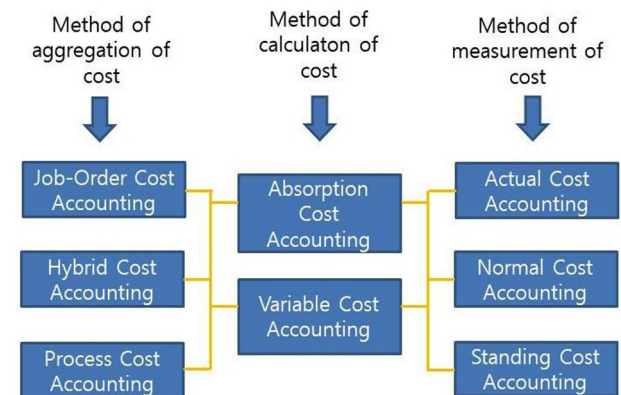 Method of
aggregation of
cost
Method of
calculaton of
cost
Method of
measurement of
cost
Job-Order Cost
Accounting
Hybrid Cost
Accounting
Process Cost
Accounting
Absorption
Cost
Accounting
Variable Cost
Accounting
Actual Cost
Accounting
Normal Cost
Accounting
Standing Cost
Accounting